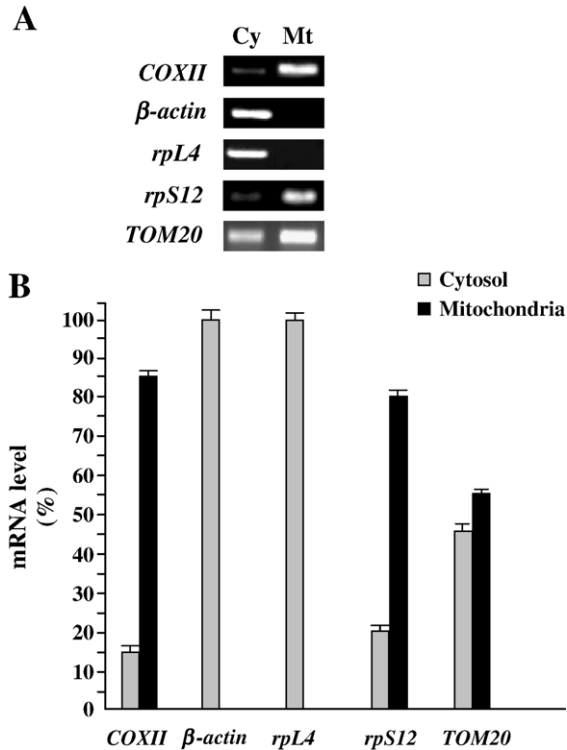 A
Cy Mt
COXII
β-actin
rpL4
rpS12
TOM20
B
Cytosol
Mitochondria
mRNA level
(%)
100
90
80
70
60
50
40
30
20
10
0
COXII β-actin rpL4 rpS12 TOM20